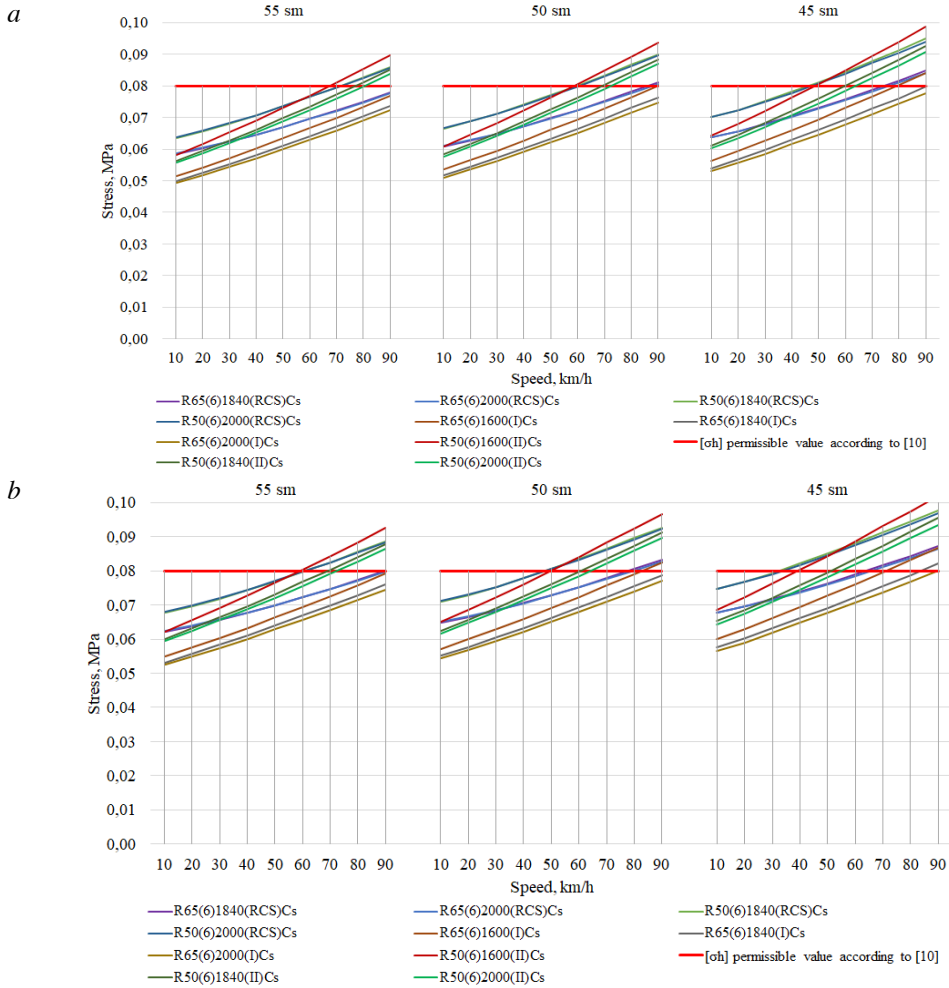 a
55 sm 50 sm 45 sm
0,10
0,09
0,08
0,07
0,06
0,05
0,04
0,03
0,02
0,01
0,00
Stress, MPa
10 20 30 40 50 60 70 80 90 10 20 30 40 50 60 70 80 90 10 20 30 40 50 60 70 80 90
Speed, km/h
R65(6)1840(RCS)Cs R65(6)2000(RCS)Cs R50(6)1840(RCS)Cs
R50(6)2000(RCS)Cs R65(6)1600(I)Cs R65(6)1840(I)Cs
R65(6)2000(I)Cs R50(6)1600(II)Cs [σh] permissible value according to [10]
R50(6)1840(II)Cs R50(6)2000(II)Cs
b
55 sm 50 sm 45 sm
0,10
0,09
0,08
0,07
0,06
0,05
0,04
0,03
0,02
0,01
0,00
Stress, MPa
10 20 30 40 50 60 70 80 90 10 20 30 40 50 60 70 80 90 10 20 30 40 50 60 70 80 90
Speed, km/h
R65(6)1840(RCS)Cs R65(6)2000(RCS)Cs R50(6)1840(RCS)Cs
R50(6)2000(RCS)Cs R65(6)1600(I)Cs R65(6)1840(I)Cs
R65(6)2000(I)Cs R50(6)1600(II)Cs [σh] permissible value according to [10]
R50(6)1840(II)Cs R50(6)2000(II)Cs